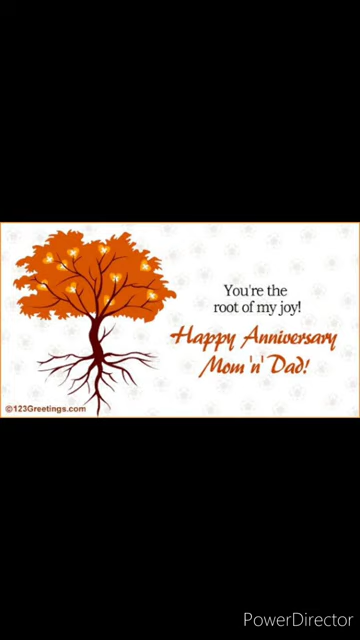 You're the
root of my joy!
Happy Anniversary
Mom 'n' Dad!
©123Greetings.com
PowerDirector